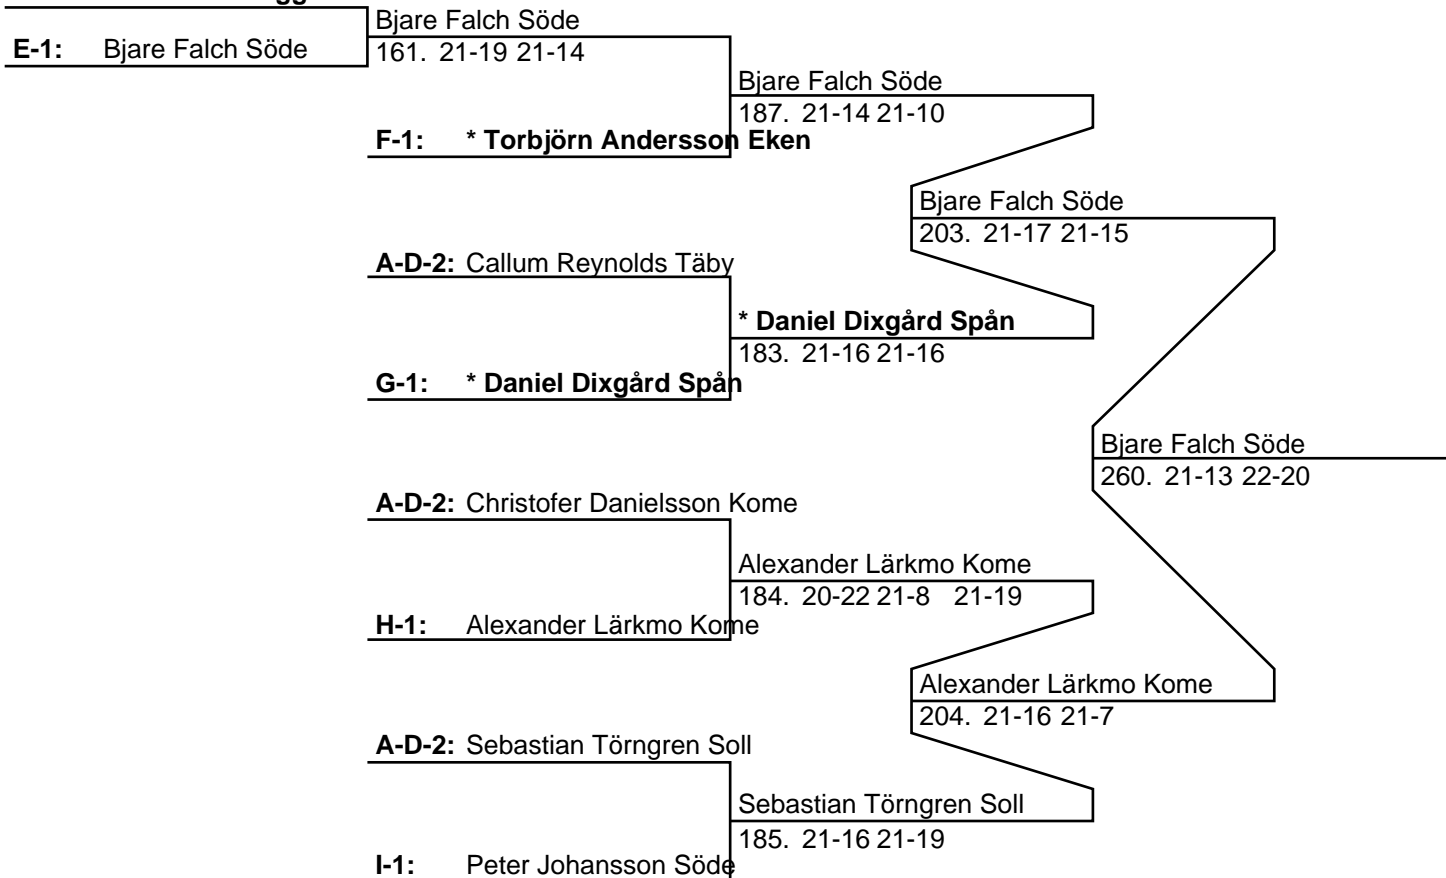 Bjare Falch Söde
E-1: Bjare Falch Söde
161. 21-19 21-14
Bjare Falch Söde
187. 21-14 21-10
F-1: * Torbjörn Andersson Eken
Bjare Falch Söde
203. 21-17 21-15
A-D-2: Callum Reynolds Täby
* Daniel Dixgård Spån
183. 21-16 21-16
G-1: * Daniel Dixgård Spån
Bjare Falch Söde
260. 21-13 22-20
A-D-2: Christofer Danielsson Kome
Alexander Lärkmo Kome
184. 20-22 21-8 21-19
H-1: Alexander Lärkmo Kome
Alexander Lärkmo Kome
204. 21-16 21-7
A-D-2: Sebastian Törngren Soll
Sebastian Törngren Soll
185. 21-16 21-19
I-1: Peter Johansson Söde